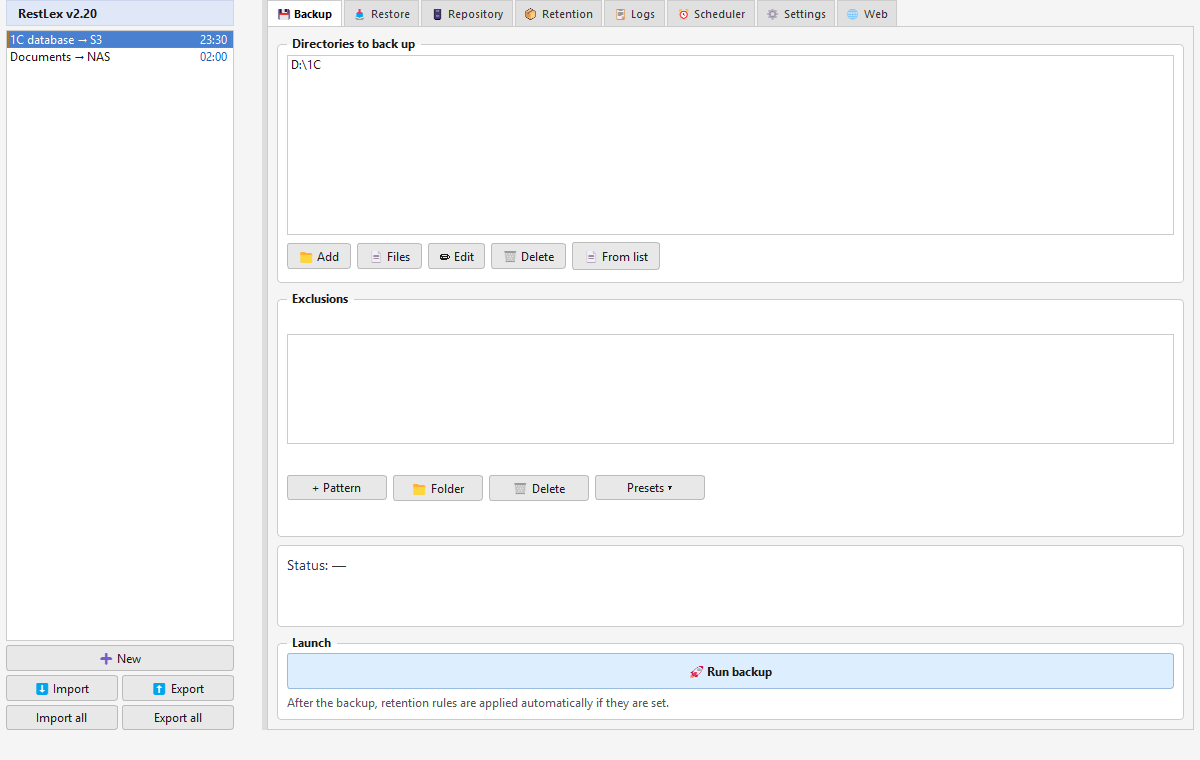 RestLex v2.20
1C database → S3 23:30
Documents → NAS 02:00
New
Import Export
Import all Export all
Backup Restore Repository Retention Logs Scheduler Settings Web
Directories to back up
D:\1C
Add Files Edit Delete From list
Exclusions
+ Pattern Folder Delete Presets ▾
Status: —
Launch
Run backup
After the backup, retention rules are applied automatically if they are set.